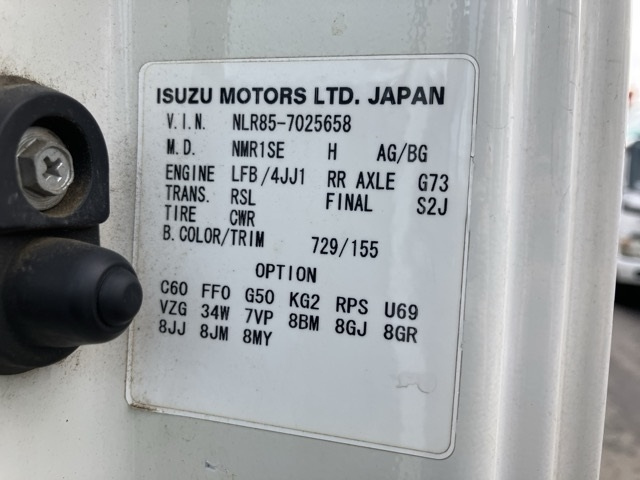 ISUZU MOTORS LTD. JAPAN
V.I.N. NLR85-7025658
M.D. NMR1SE H AG/BG
ENGINE LFB/4JJ1 RR AXLE G73
TRANS. RSL FINAL S2J
TIRE CWR
B.COLOR/TRIM 729/155
OPTION
C60 FF0 G50 KG2 RPS U69
VZG 34W 7VP 8BM 8GJ 8GR
8JJ 8JM 8MY